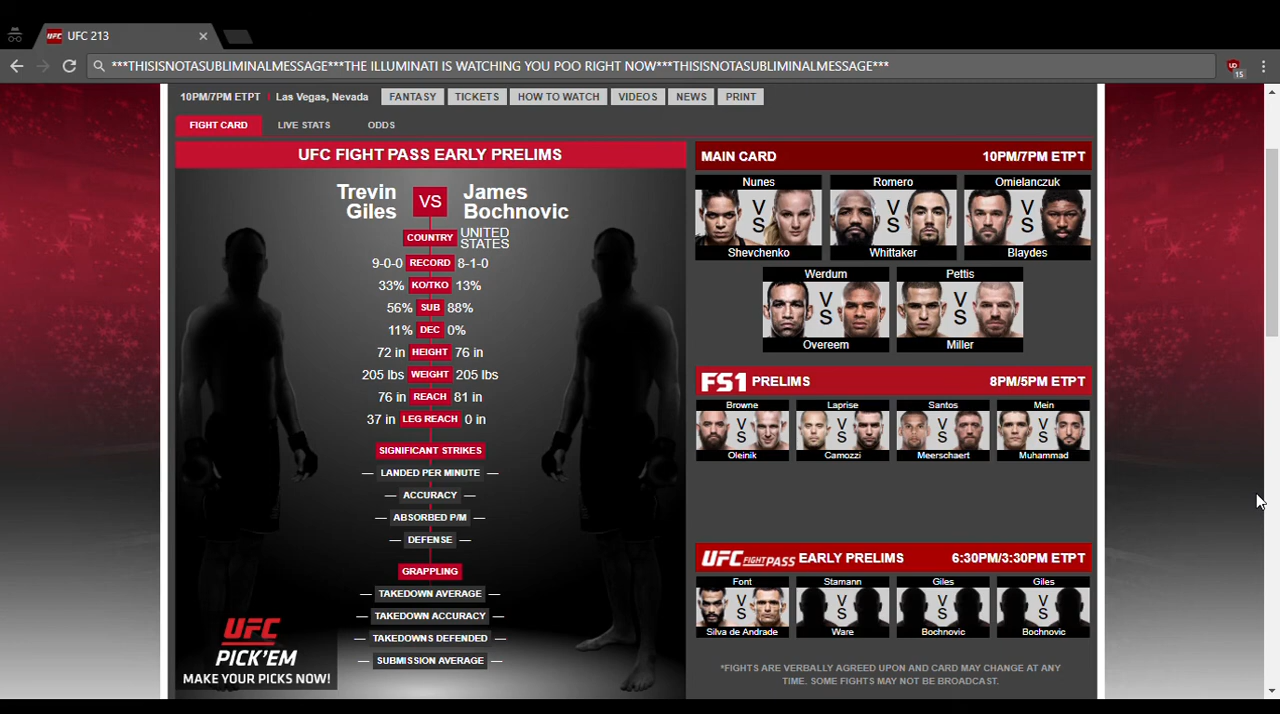 UFC 213
***THISISNOTASUBLIMINALMESSAGE***THE ILLUMINATI IS WATCHING YOU POO RIGHT NOW***THISISNOTASUBLIMINALMESSAGE***
15
10PM/7PM ETPT Las Vegas, Nevada FANTASY TICKETS HOW TO WATCH VIDEOS NEWS PRINT
FIGHT CARD LIVE STATS ODDS
UFC FIGHT PASS EARLY PRELIMS
Trevin Giles VS James Bochnovic
COUNTRY UNITED STATES
9-0-0 RECORD 8-1-0
33% KO/TKO 13%
56% SUB 88%
11% DEC 0%
72 in HEIGHT 76 in
205 lbs WEIGHT 205 lbs
76 in REACH 81 in
37 in LEG REACH 0 in
SIGNIFICANT STRIKES
— LANDED PER MINUTE —
— ACCURACY —
— ABSORBED P/M —
— DEFENSE —
GRAPPLING
— TAKEDOWN AVERAGE —
— TAKEDOWN ACCURACY —
— TAKEDOWNS DEFENDED —
— SUBMISSION AVERAGE —
UFC
PICK'EM
MAKE YOUR PICKS NOW!
MAIN CARD 10PM/7PM ETPT
Nunes Romero Omielanczuk
VS VS VS
Shevchenko Whittaker Blaydes
Werdum Pettis
VS VS
Overeem Miller
FS1 PRELIMS 8PM/5PM ETPT
Browne Laprise Santos Mein
VS VS VS VS
Oleinik Camozzi Meerschaert Muhammad
UFC FIGHT PASS EARLY PRELIMS 6:30PM/3:30PM ETPT
Font Stamann Giles Giles
VS VS VS VS
Silva de Andrade Ware Bochnovic Bochnovic
*FIGHTS ARE VERBALLY AGREED UPON AND CARD MAY CHANGE AT ANY
TIME. SOME FIGHTS MAY NOT BE BROADCAST.